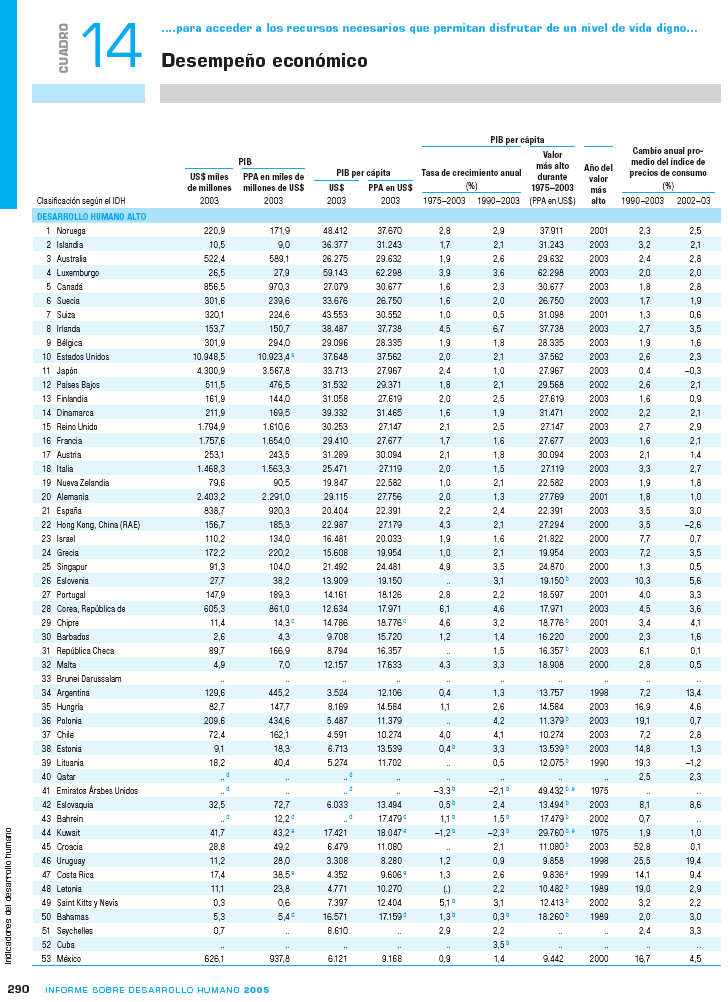 CUADRO 14
....para acceder a los recursos necesarios que permitan disfrutar de un nivel de vida digno...
Desempeño económico
PIB per cápita
Cambio anual pro-
medio del índice de
precios de consumo
(%)
PIB
PIB per cápita
Tasa de crecimiento anual
(%)
Valor
más alto
durante
1975–2003
(PPA en US$)
Año del
valor
más
alto
US$ miles
de millones
PPA en miles de
millones de US$
US$
PPA en US$
Clasificación según el IDH 2003 2003 2003 2003 1975–2003 1990–2003 1990–2003 2002–03
DESARROLLO HUMANO ALTO
1 Noruega 220,9 171,9 48.412 37.670 2,8 2,9 37.911 2001 2,3 2,5
2 Islandia 10,5 9,0 36.377 31.243 1,7 2,1 31.243 2003 3,2 2,1
3 Australia 522,4 589,1 26.275 29.632 1,9 2,6 29.632 2003 2,4 2,8
4 Luxemburgo 26,5 27,9 59.143 62.298 3,9 3,6 62.298 2003 2,0 2,0
5 Canadá 856,5 970,3 27.079 30.677 1,6 2,3 30.677 2003 1,8 2,8
6 Suecia 301,6 239,6 33.676 26.750 1,6 2,0 26.750 2003 1,7 1,9
7 Suiza 320,1 224,6 43.553 30.552 1,0 0,5 31.098 2001 1,3 0,6
8 Irlanda 153,7 150,7 38.487 37.738 4,5 6,7 37.738 2003 2,7 3,5
9 Bélgica 301,9 294,0 29.096 28.335 1,9 1,8 28.335 2003 1,9 1,6
10 Estados Unidos 10.948,5 10.923,4 a 37.648 37.562 2,0 2,1 37.562 2003 2,6 2,3
11 Japón 4.300,9 3.567,8 33.713 27.967 2,4 1,0 27.967 2003 0,4 –0,3
12 Países Bajos 511,5 476,5 31.532 29.371 1,8 2,1 29.568 2002 2,6 2,1
13 Finlandia 161,9 144,0 31.058 27.619 2,0 2,5 27.619 2003 1,6 0,9
14 Dinamarca 211,9 169,5 39.332 31.465 1,6 1,9 31.471 2002 2,2 2,1
15 Reino Unido 1.794,9 1.610,6 30.253 27.147 2,1 2,5 27.147 2003 2,7 2,9
16 Francia 1.757,6 1.654,0 29.410 27.677 1,7 1,6 27.677 2003 1,6 2,1
17 Austria 253,1 243,5 31.289 30.094 2,1 1,8 30.094 2003 2,1 1,4
18 Italia 1.468,3 1.563,3 25.471 27.119 2,0 1,5 27.119 2003 3,3 2,7
19 Nueva Zelandia 79,6 90,5 19.847 22.582 1,0 2,1 22.582 2003 1,9 1,8
20 Alemania 2.403,2 2.291,0 29.115 27.756 2,0 1,3 27.769 2001 1,8 1,0
21 España 838,7 920,3 20.404 22.391 2,2 2,4 22.391 2003 3,5 3,0
22 Hong Kong, China (RAE) 156,7 185,3 22.987 27.179 4,3 2,1 27.294 2000 3,5 –2,6
23 Israel 110,2 134,0 16.481 20.033 1,9 1,6 21.822 2000 7,7 0,7
24 Grecia 172,2 220,2 15.608 19.954 1,0 2,1 19.954 2003 7,2 3,5
25 Singapur 91,3 104,0 21.492 24.481 4,9 3,5 24.870 2000 1,3 0,5
26 Eslovenia 27,7 38,2 13.909 19.150 .. 3,1 19.150 b 2003 10,3 5,6
27 Portugal 147,9 189,3 14.161 18.126 2,8 2,2 18.597 2001 4,0 3,3
28 Corea, República de 605,3 861,0 12.634 17.971 6,1 4,6 17.971 2003 4,5 3,6
29 Chipre 11,4 14,3 c 14.786 18.776 c 4,6 3,2 18.776 b 2001 3,4 4,1
30 Barbados 2,6 4,3 9.708 15.720 1,2 1,4 16.220 2000 2,3 1,6
31 República Checa 89,7 166,9 8.794 16.357 .. 1,5 16.357 b 2003 6,1 0,1
32 Malta 4,9 7,0 12.157 17.633 4,3 3,3 18.908 2000 2,8 0,5
33 Brunei Darussalam .. .. .. .. .. .. .. .. .. ..
34 Argentina 129,6 445,2 3.524 12.106 0,4 1,3 13.757 1998 7,2 13,4
35 Hungría 82,7 147,7 8.169 14.584 1,1 2,6 14.584 2003 16,9 4,6
36 Polonia 209,6 434,6 5.487 11.379 .. 4,2 11.379 b 2003 19,1 0,7
37 Chile 72,4 162,1 4.591 10.274 4,0 4,1 10.274 2003 7,2 2,8
38 Estonia 9,1 18,3 6.713 13.539 0,4 b 3,3 13.539 b 2003 14,8 1,3
39 Lituania 18,2 40,4 5.274 11.702 .. 0,5 12.075 b 1990 19,3 –1,2
40 Qatar .. d .. .. d .. .. .. .. .. 2,5 2,3
41 Emiratos Árabes Unidos .. d .. .. d .. –3,3 b –2,1 b 49.432 b, e 1975 .. ..
42 Eslovaquia 32,5 72,7 6.033 13.494 0,5 b 2,4 13.494 b 2003 8,1 8,6
43 Bahrein .. d 12,2 d .. d 17.479 d 1,1 b 1,5 b 17.479 b 2002 0,7 ..
44 Kuwait 41,7 43,2 e 17.421 18.047 e –1,2 b –2,3 b 29.760 b, e 1975 1,9 1,0
45 Croacia 28,8 49,2 6.479 11.080 .. 2,1 11.080 b 2003 52,8 0,1
46 Uruguay 11,2 28,0 3.308 8.280 1,2 0,9 9.858 1998 25,5 19,4
47 Costa Rica 17,4 38,5 e 4.352 9.606 e 1,3 2,6 9.836 e 1999 14,1 9,4
48 Letonia 11,1 23,8 4.771 10.270 (.) 2,2 10.482 b 1989 19,0 2,9
49 Saint Kitts y Nevis 0,3 0,6 7.397 12.404 5,1 b 3,1 12.413 b 2002 3,2 2,2
50 Bahamas 5,3 5,4 d 16.571 17.159 d 1,3 b 0,3 b 18.260 b 1989 2,0 3,0
51 Seychelles 0,7 .. 8.610 .. 2,9 2,2 .. .. 2,4 3,3
52 Cuba .. .. .. .. .. 3,5 b .. .. .. ..
53 México 626,1 937,8 6.121 9.168 0,9 1,4 9.442 2000 16,7 4,5
Indicadores del desarrollo humano
290 INFORME SOBRE DESARROLLO HUMANO 2005